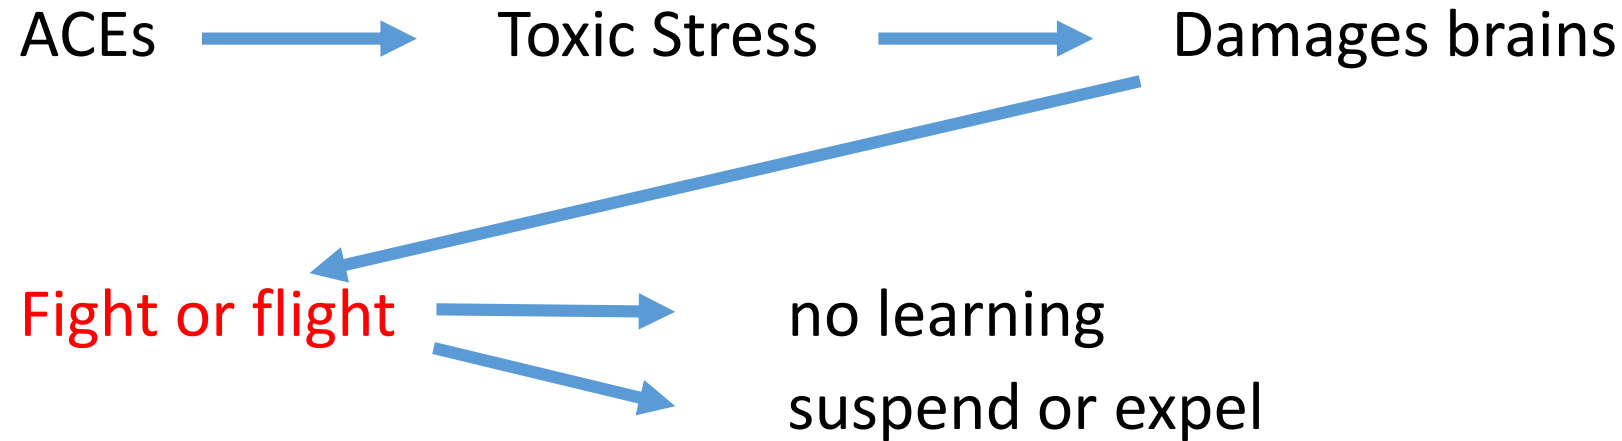 ACEs Toxic Stress Damages brains
Fight or flight no learning
suspend or expel